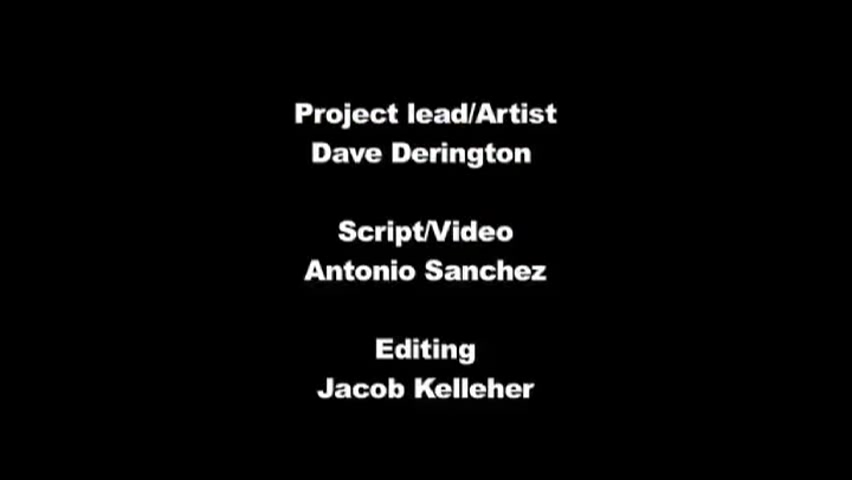 Project lead/Artist
Dave Derington
Script/Video
Antonio Sanchez
Editing
Jacob Kelleher